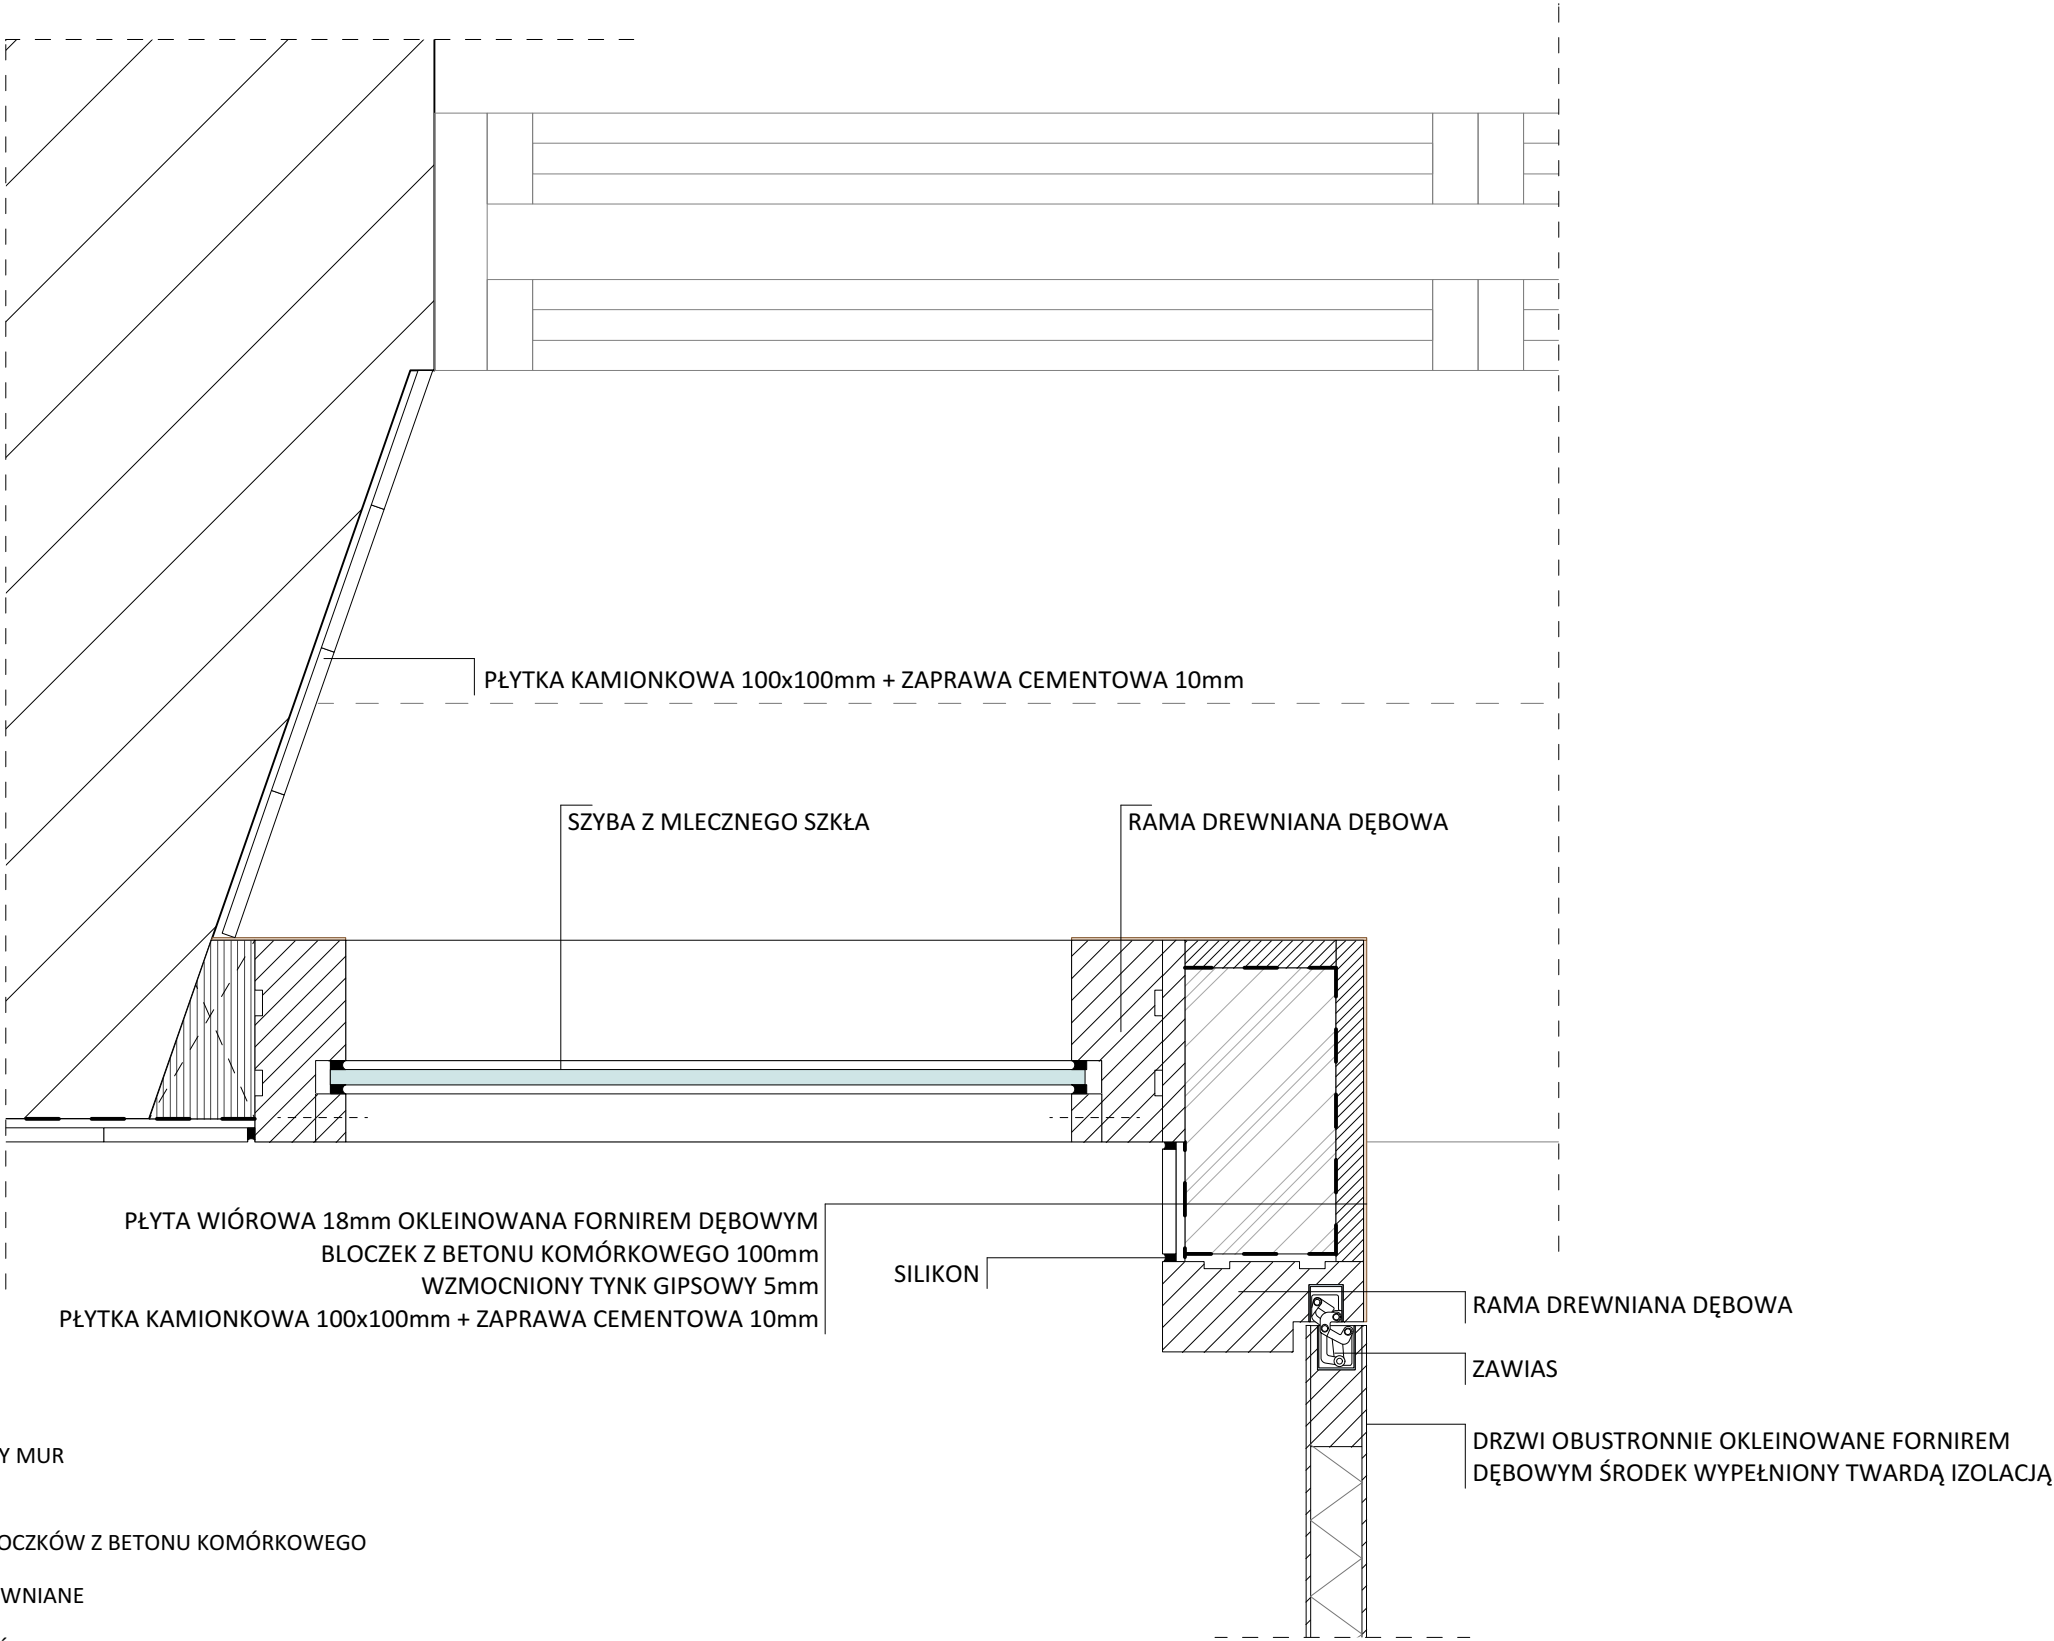 PŁYTKA KAMIONKOWA 100x100mm + ZAPRAWA CEMENTOWA 10mm
SZYBA Z MLECZNEGO SZKŁA
RAMA DREWNIANA DĘBOWA
PŁYTA WIÓROWA 18mm OKLEINOWANA FORNIREM DĘBOWYM
BLOCZEK Z BETONU KOMÓRKOWEGO 100mm
WZMOCNIONY TYNK GIPSOWY 5mm
PŁYTKA KAMIONKOWA 100x100mm + ZAPRAWA CEMENTOWA 10mm
SILIKON
RAMA DREWNIANA DĘBOWA
ZAWIAS
DRZWI OBUSTRONNIE OKLEINOWANE FORNIREM
DĘBOWYM ŚRODEK WYPEŁNIONY TWARDĄ IZOLACJĄ
Y MUR
OCZKÓW Z BETONU KOMÓRKOWEGO
WNIANE